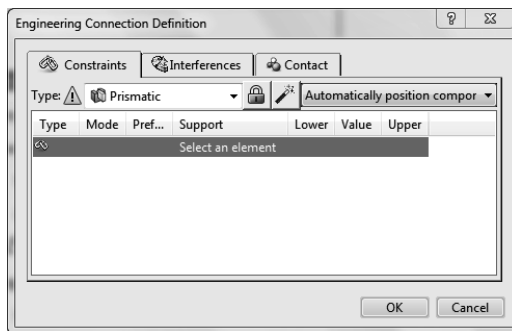 Engineering Connection Definition
Constraints Interferences Contact
Type: Prismatic Automatically position compor
Type Mode Pref... Support Lower Value Upper
Select an element
OK Cancel